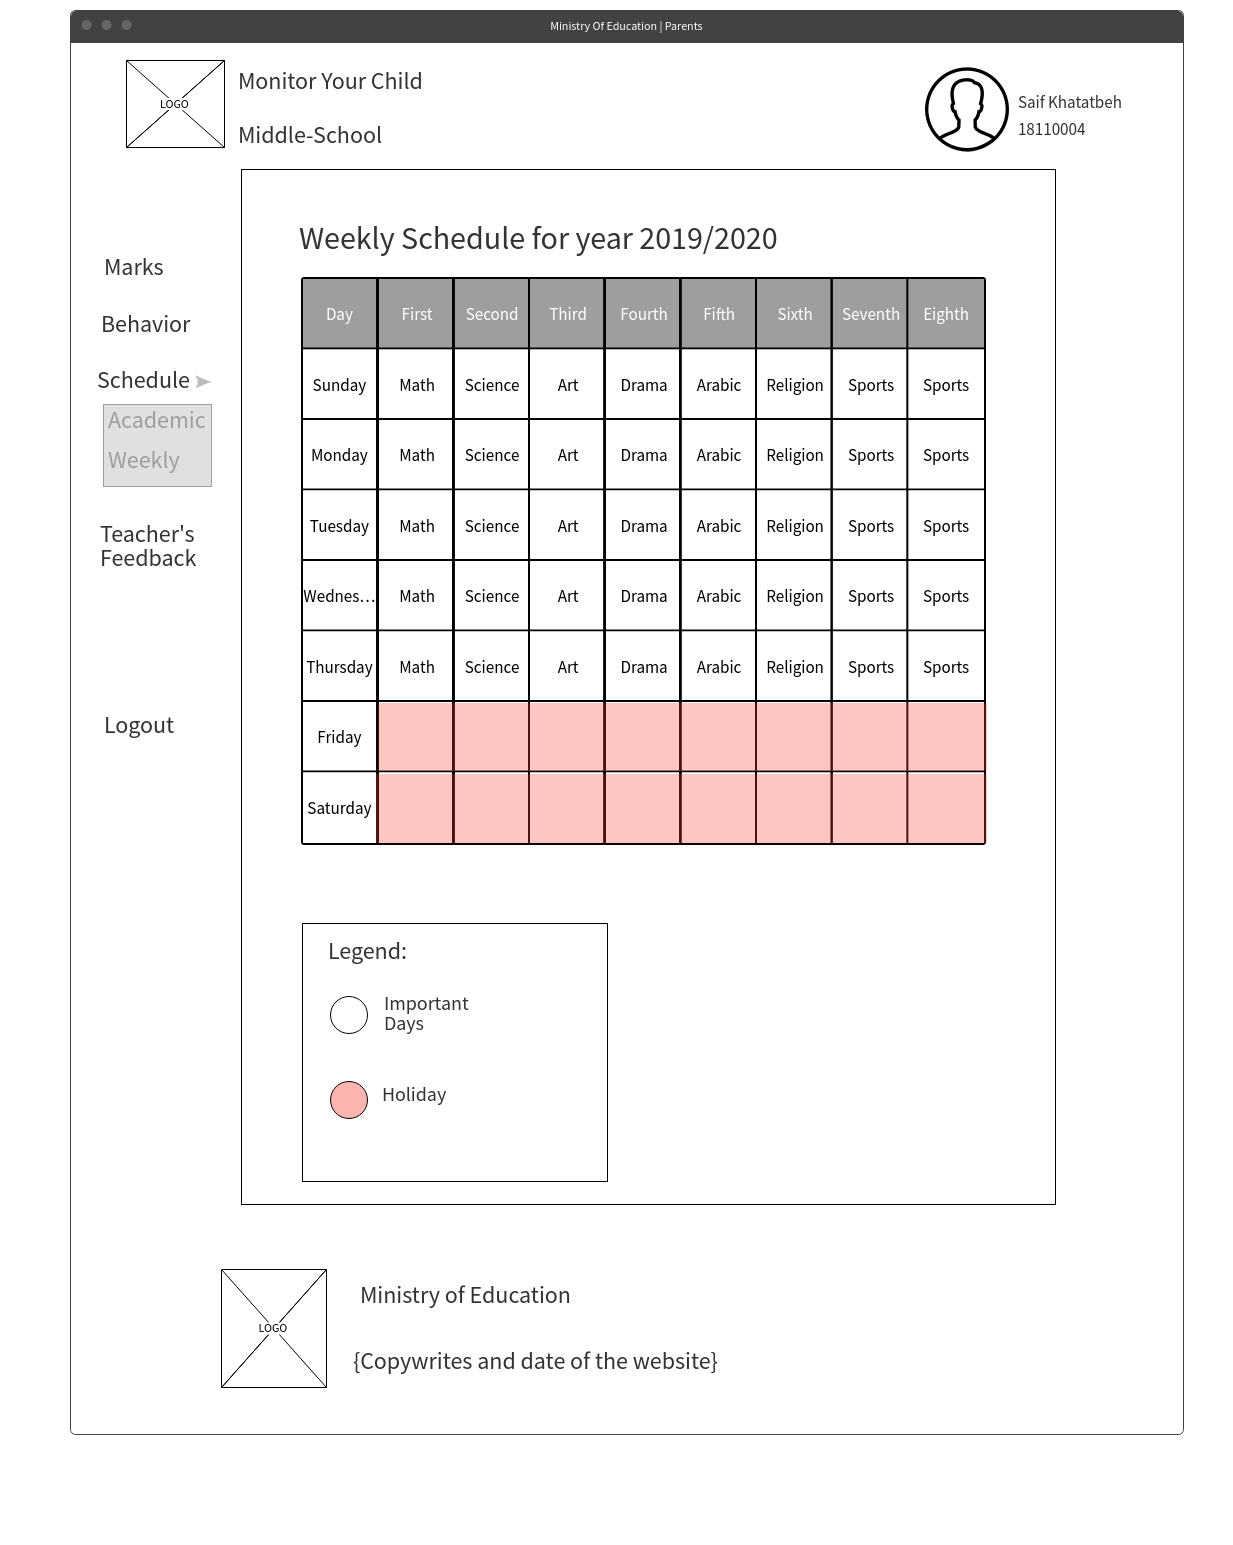 Ministry Of Education | Parents
LOGO
Monitor Your Child
Middle-School
Saif Khatatbeh
18110004
Marks
Behavior
Schedule
Academic
Weekly
Teacher's
Feedback
Logout
Weekly Schedule for year 2019/2020
Day First Second Third Fourth Fifth Sixth Seventh Eighth
Sunday Math Science Art Drama Arabic Religion Sports Sports
Monday Math Science Art Drama Arabic Religion Sports Sports
Tuesday Math Science Art Drama Arabic Religion Sports Sports
Wednes... Math Science Art Drama Arabic Religion Sports Sports
Thursday Math Science Art Drama Arabic Religion Sports Sports
Friday
Saturday
Legend:
Important
Days
Holiday
LOGO
Ministry of Education
{Copywrites and date of the website}